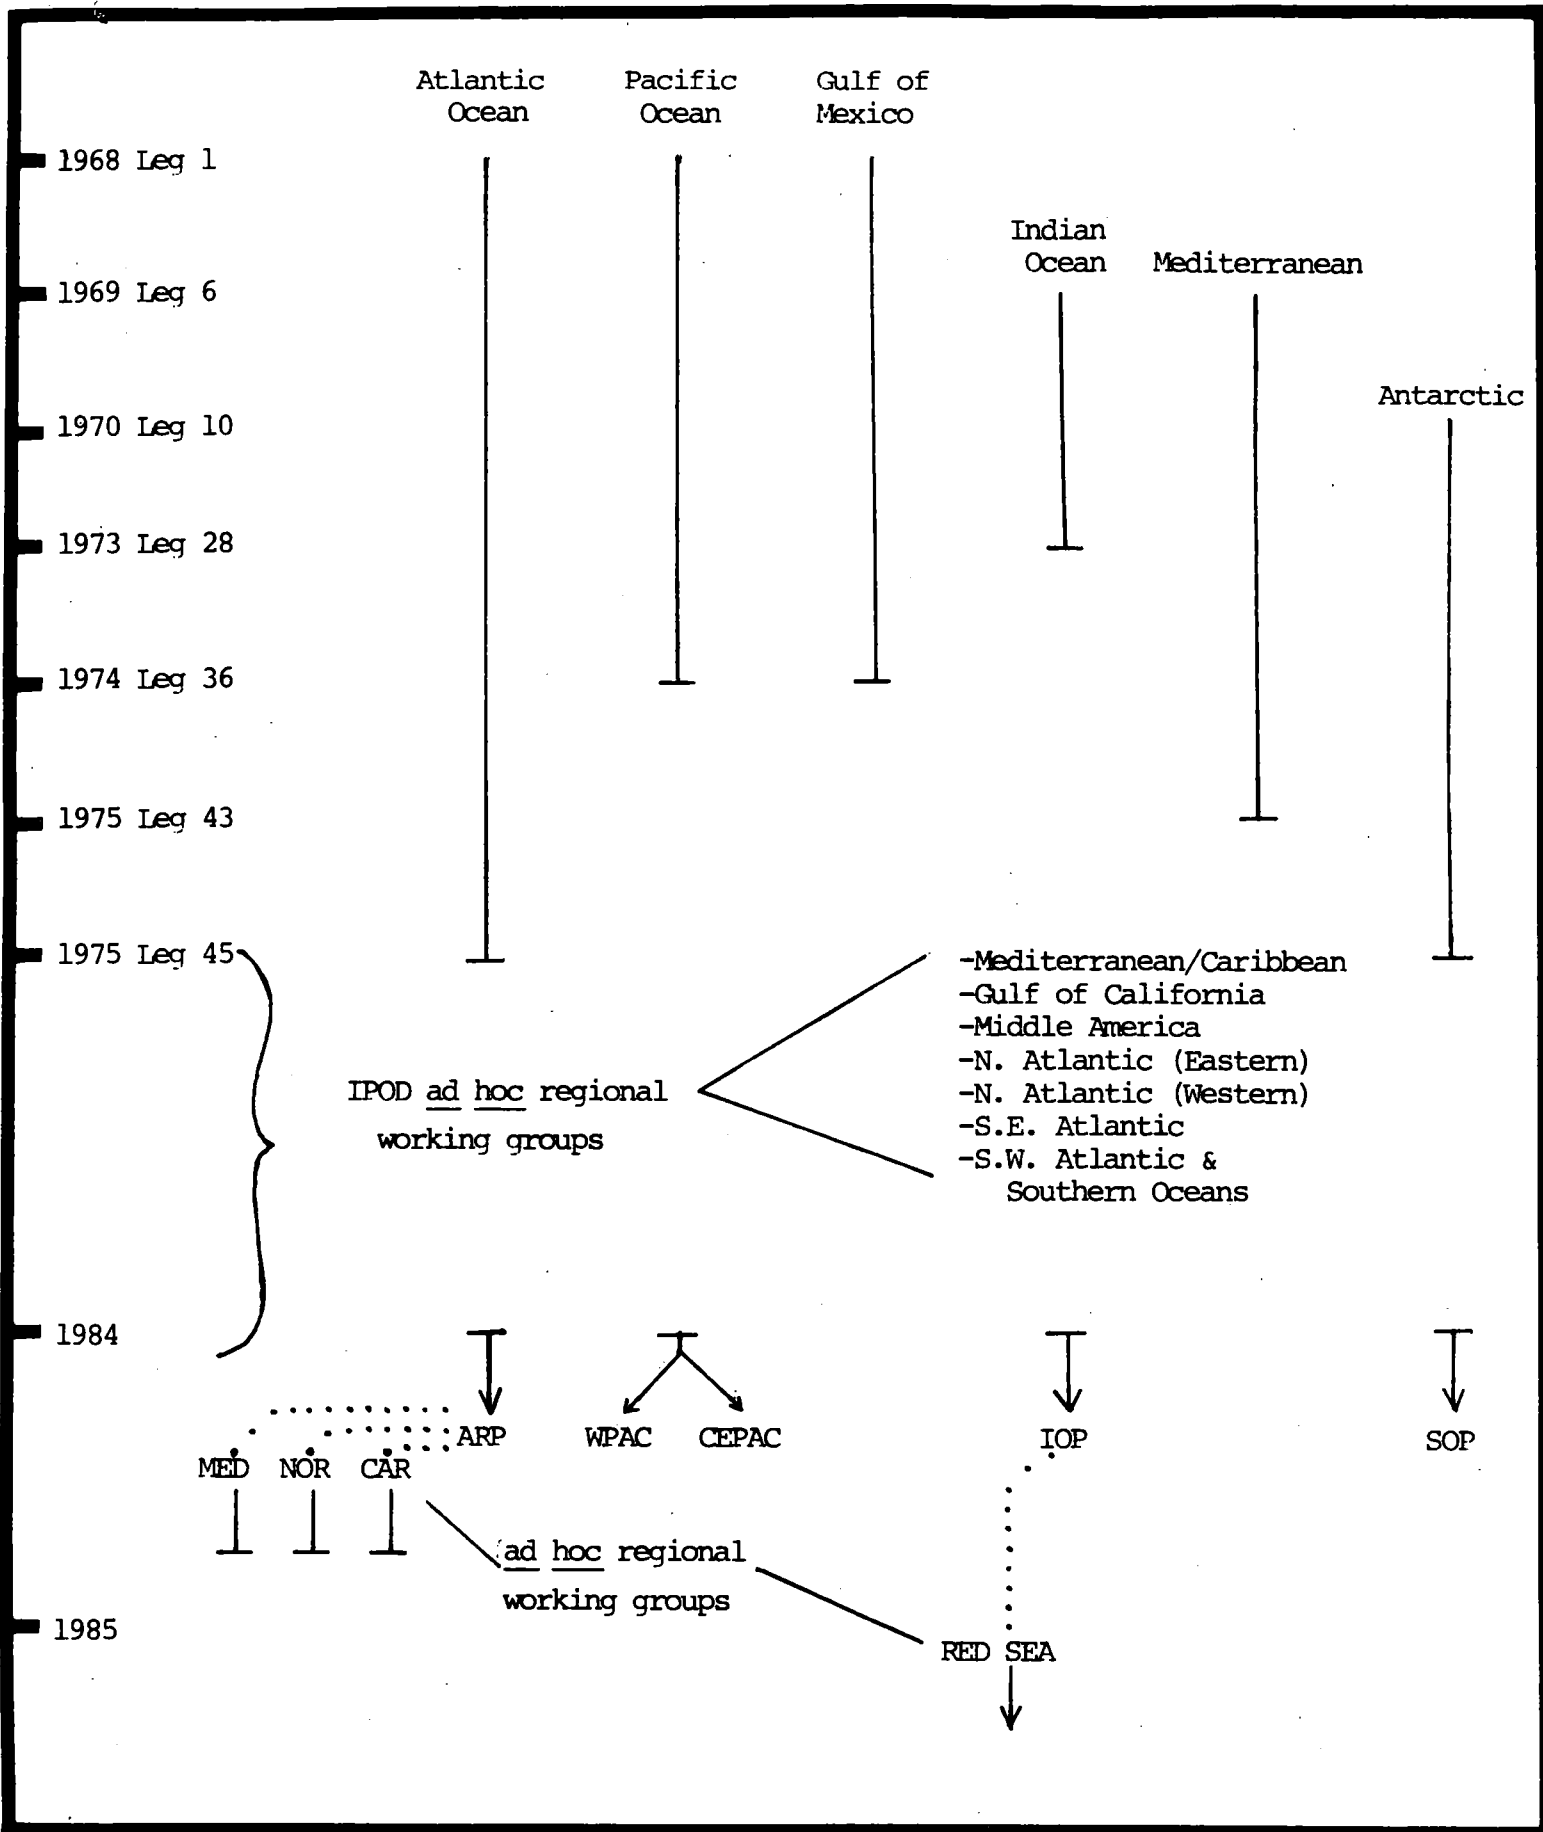 Atlantic
Ocean
Pacific
Ocean
Gulf of
Mexico
1968 Leg 1
Indian
Ocean
Mediterranean
1969 Leg 6
Antarctic
1970 Leg 10
1973 Leg 28
1974 Leg 36
1975 Leg 43
1975 Leg 45
IPOD ad hoc regional
working groups
-Mediterranean/Caribbean
-Gulf of California
-Middle America
-N. Atlantic (Eastern)
-N. Atlantic (Western)
-S.E. Atlantic
-S.W. Atlantic &
Southern Oceans
1984
ARP
WPAC
CEPAC
IOP
SOP
MED
NOR
CAR
ad hoc regional
working groups
1985
RED SEA